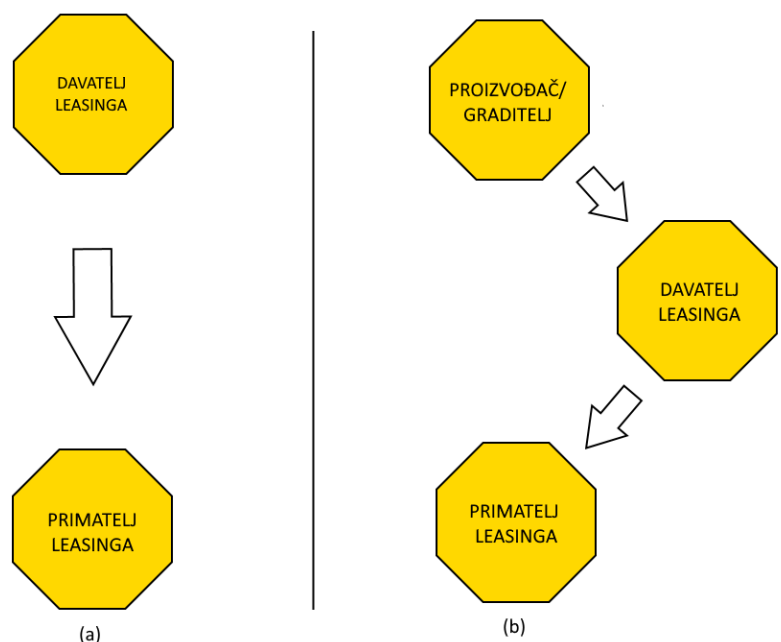 DAVATELJ
LEASINGA
PRIMATELJ
LEASINGA
(a)
PROIZVOĐAČ/
GRADITELJ
DAVATELJ
LEASINGA
PRIMATELJ
LEASINGA
(b)